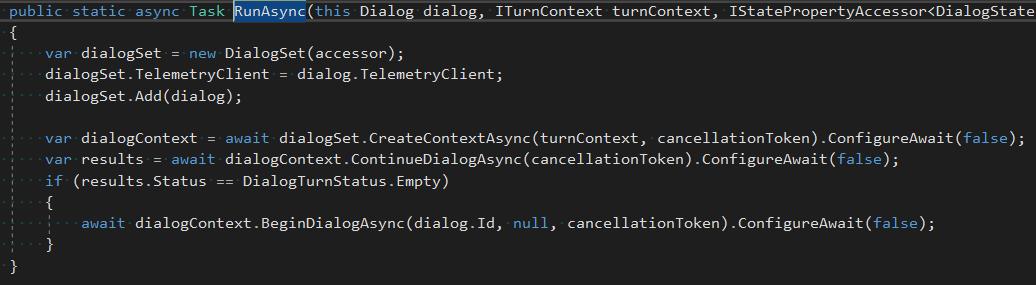 public static async Task RunAsync(this Dialog dialog, ITurnContext turnContext, IStatePropertyAccessor<DialogState
{
var dialogSet = new DialogSet(accessor);
dialogSet.TelemetryClient = dialog.TelemetryClient;
dialogSet.Add(dialog);
var dialogContext = await dialogSet.CreateContextAsync(turnContext, cancellationToken).ConfigureAwait(false);
var results = await dialogContext.ContinueDialogAsync(cancellationToken).ConfigureAwait(false);
if (results.Status == DialogTurnStatus.Empty)
{
await dialogContext.BeginDialogAsync(dialog.Id, null, cancellationToken).ConfigureAwait(false);
}
}